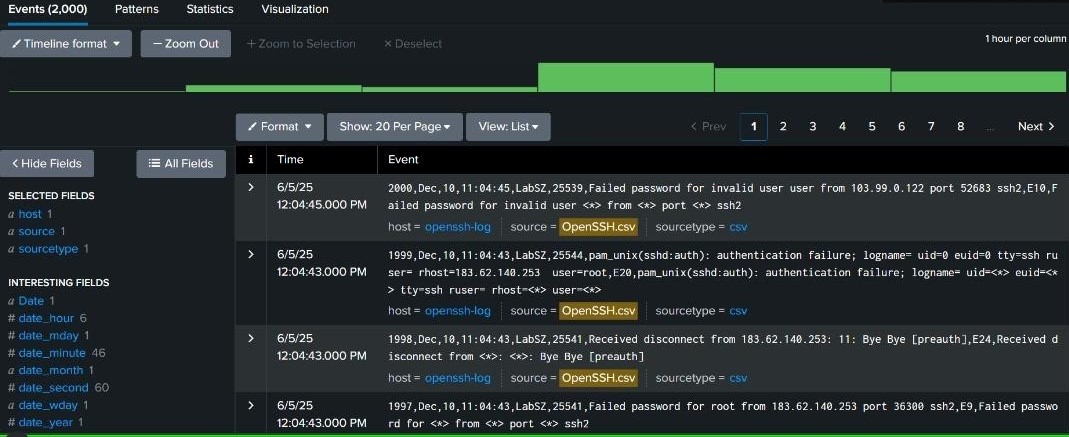 Events (2,000) Patterns Statistics Visualization
Timeline format — Zoom Out + Zoom to Selection × Deselect 1 hour per column
Format Show: 20 Per Page View: List < Prev 1 2 3 4 5 6 7 8 ... Next >
< Hide Fields All Fields i Time Event
SELECTED FIELDS
a host 1
a source 1
a sourcetype 1
INTERESTING FIELDS
a Date 1
# date_hour 6
# date_mday 1
# date_minute 46
a date_month 1
# date_second 60
a date_wday 1
# date_year 1
> 6/5/25 2000,Dec,10,11:04:45,LabSZ,25539,Failed password for invalid user user from 103.99.0.122 port 52683 ssh2,E10,F
12:04:45.000 PM ailed password for invalid user <*> from <*> port <*> ssh2
host = openssh-log source = OpenSSH.csv sourcetype = csv
> 6/5/25 1999,Dec,10,11:04:43,LabSZ,25544,pam_unix(sshd:auth): authentication failure; logname= uid=0 euid=0 tty=ssh ru
12:04:43.000 PM ser= rhost=183.62.140.253  user=root,E20,pam_unix(sshd:auth): authentication failure; logname= uid=<*> euid=<*
> tty=ssh ruser= rhost=<*> user=<*>
host = openssh-log source = OpenSSH.csv sourcetype = csv
> 6/5/25 1998,Dec,10,11:04:43,LabSZ,25541,Received disconnect from 183.62.140.253: 11: Bye Bye [preauth],E24,Received d
12:04:43.000 PM isconnect from <*>: <*>: Bye Bye [preauth]
host = openssh-log source = OpenSSH.csv sourcetype = csv
> 6/5/25 1997,Dec,10,11:04:43,LabSZ,25541,Failed password for root from 183.62.140.253 port 36300 ssh2,E9,Failed passwo
12:04:43.000 PM rd for <*> from <*> port <*> ssh2